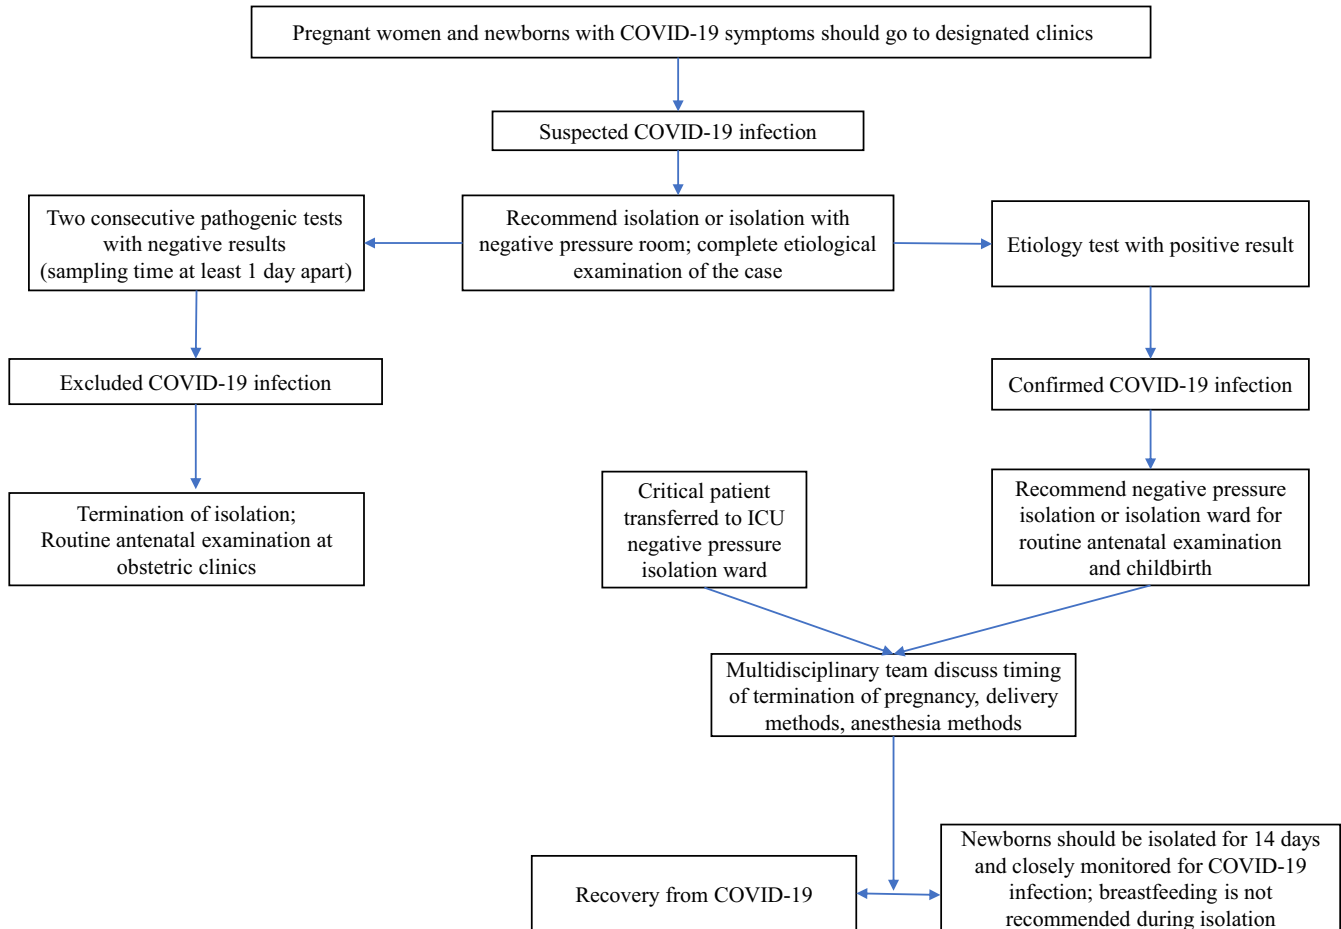 Pregnant women and newborns with COVID-19 symptoms should go to designated clinics
Suspected COVID-19 infection
Two consecutive pathogenic tests
with negative results
(sampling time at least 1 day apart)
Recommend isolation or isolation with
negative pressure room; complete etiological
examination of the case
Etiology test with positive result
Excluded COVID-19 infection
Confirmed COVID-19 infection
Termination of isolation;
Routine antenatal examination at
obstetric clinics
Critical patient
transferred to ICU
negative pressure
isolation ward
Recommend negative pressure
isolation or isolation ward for
routine antenatal examination
and childbirth
Multidisciplinary team discuss timing
of termination of pregnancy, delivery
methods, anesthesia methods
Recovery from COVID-19
Newborns should be isolated for 14 days
and closely monitored for COVID-19
infection; breastfeeding is not
recommended during isolation